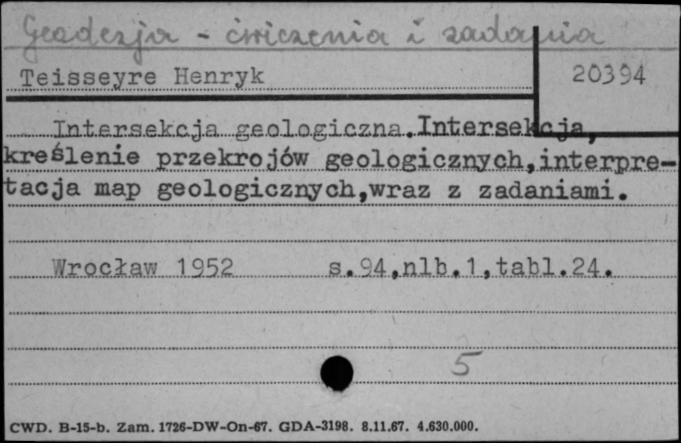 Geodezja - ćwiczenia i zadania
Teisseyre Henryk 20394
Intersekcja geologiczna.Intersekcja,
kreślenie przekrojów geologicznych,interpre-
tacja map geologicznych,wraz z zadaniami.
Wrocław 1952 s.94,nlb.1,tabl.24.
5
CWD. B-15-b. Zam. 1726-DW-On-67. GDA-3198. 8.11.67. 4.630.000.